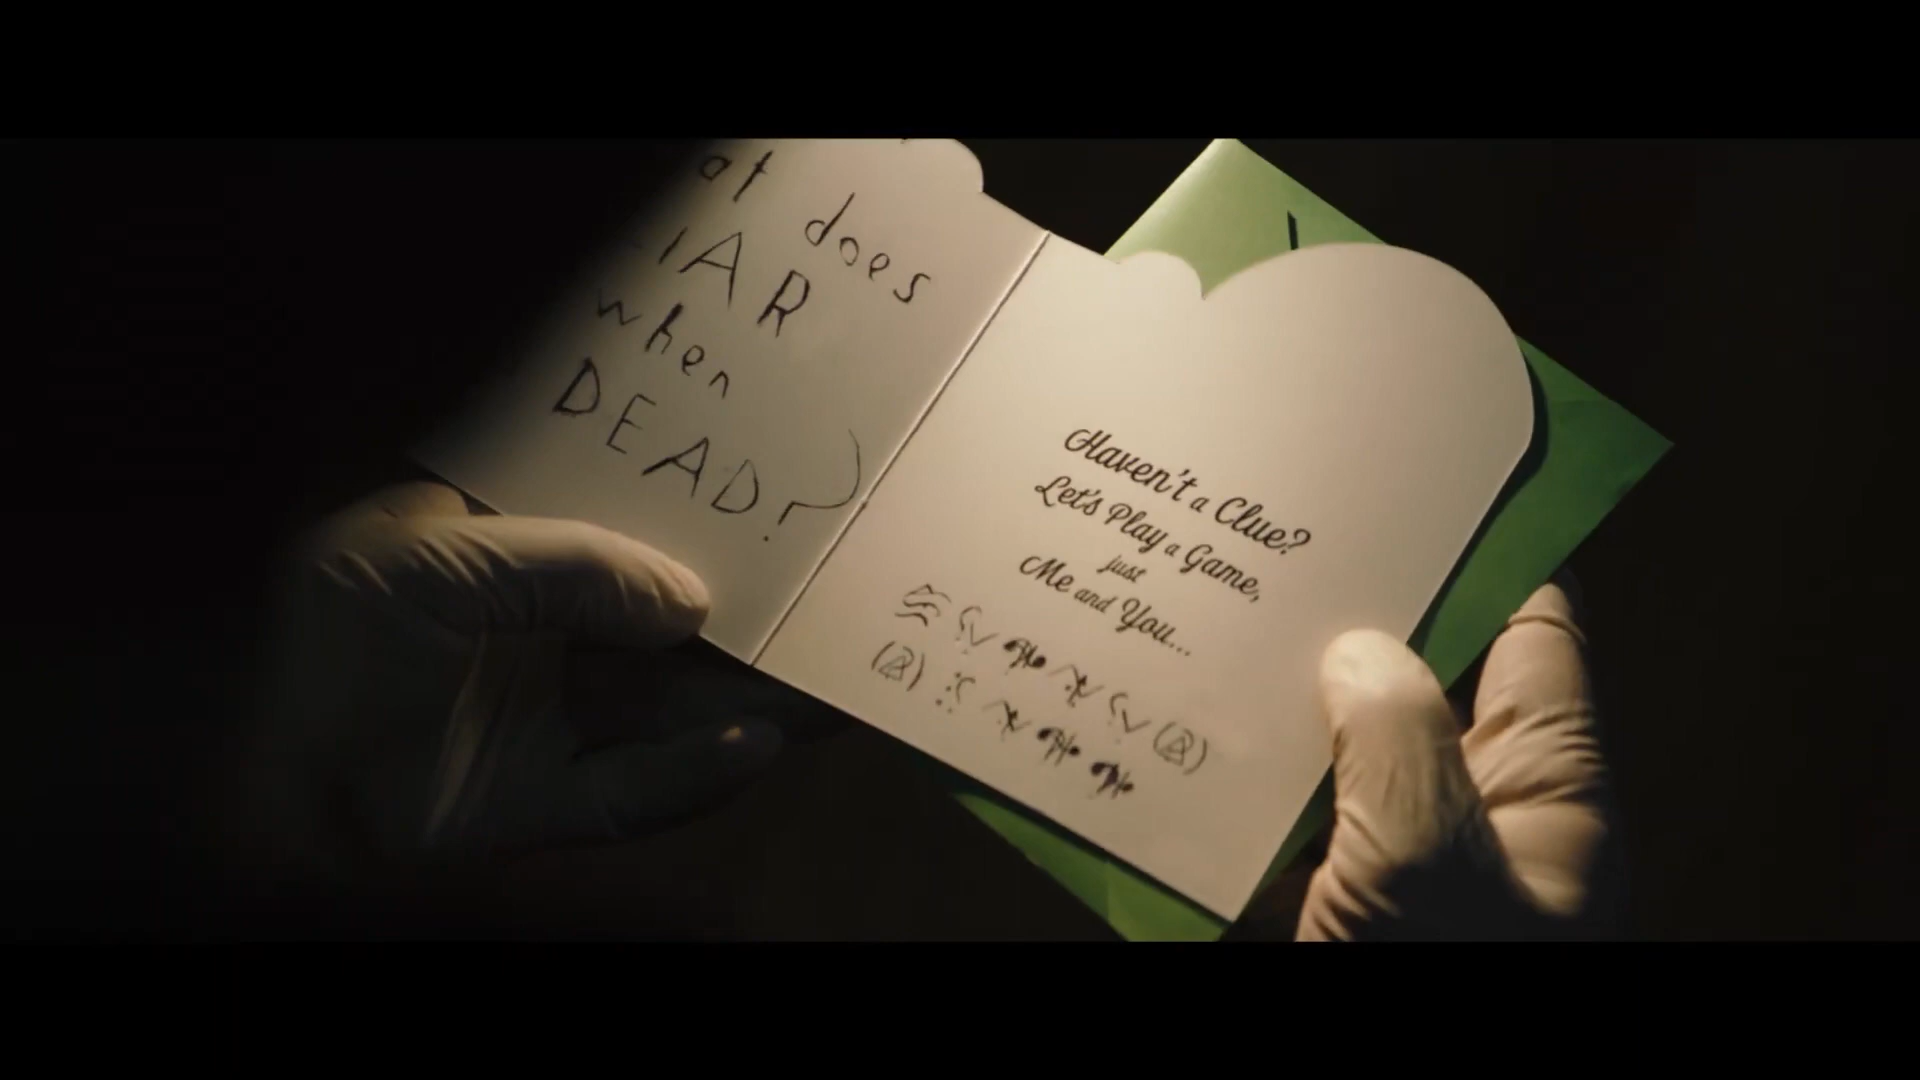 at does
IAR
when
DEAD?
Haven't a Clue?
Let's Play a Game,
just
Me and You...